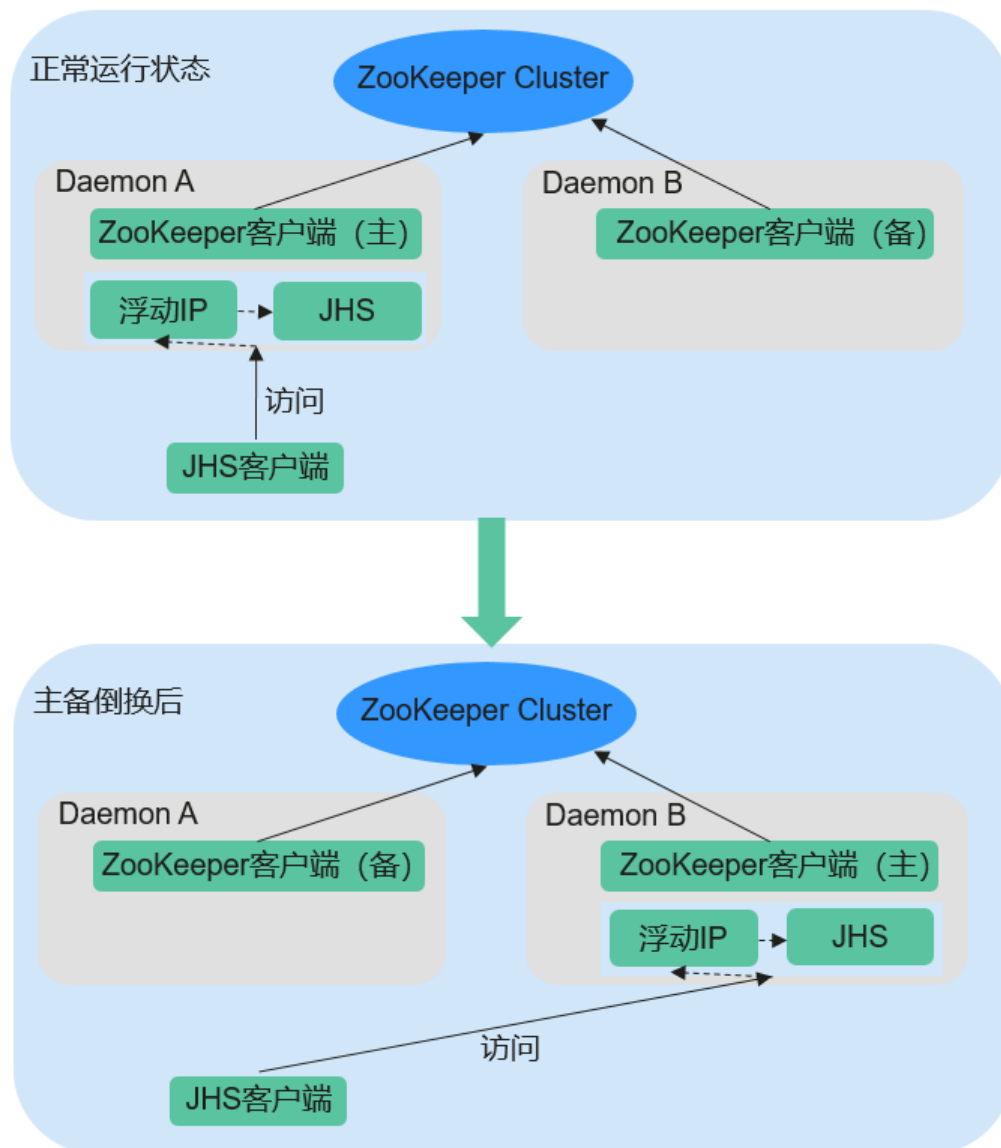 正常运行状态
ZooKeeper Cluster
Daemon A
Daemon B
ZooKeeper客户端（主）
ZooKeeper客户端（备）
浮动IP
JHS
访问
JHS客户端
主备倒换后
ZooKeeper Cluster
Daemon A
Daemon B
ZooKeeper客户端（备）
ZooKeeper客户端（主）
浮动IP
JHS
访问
JHS客户端